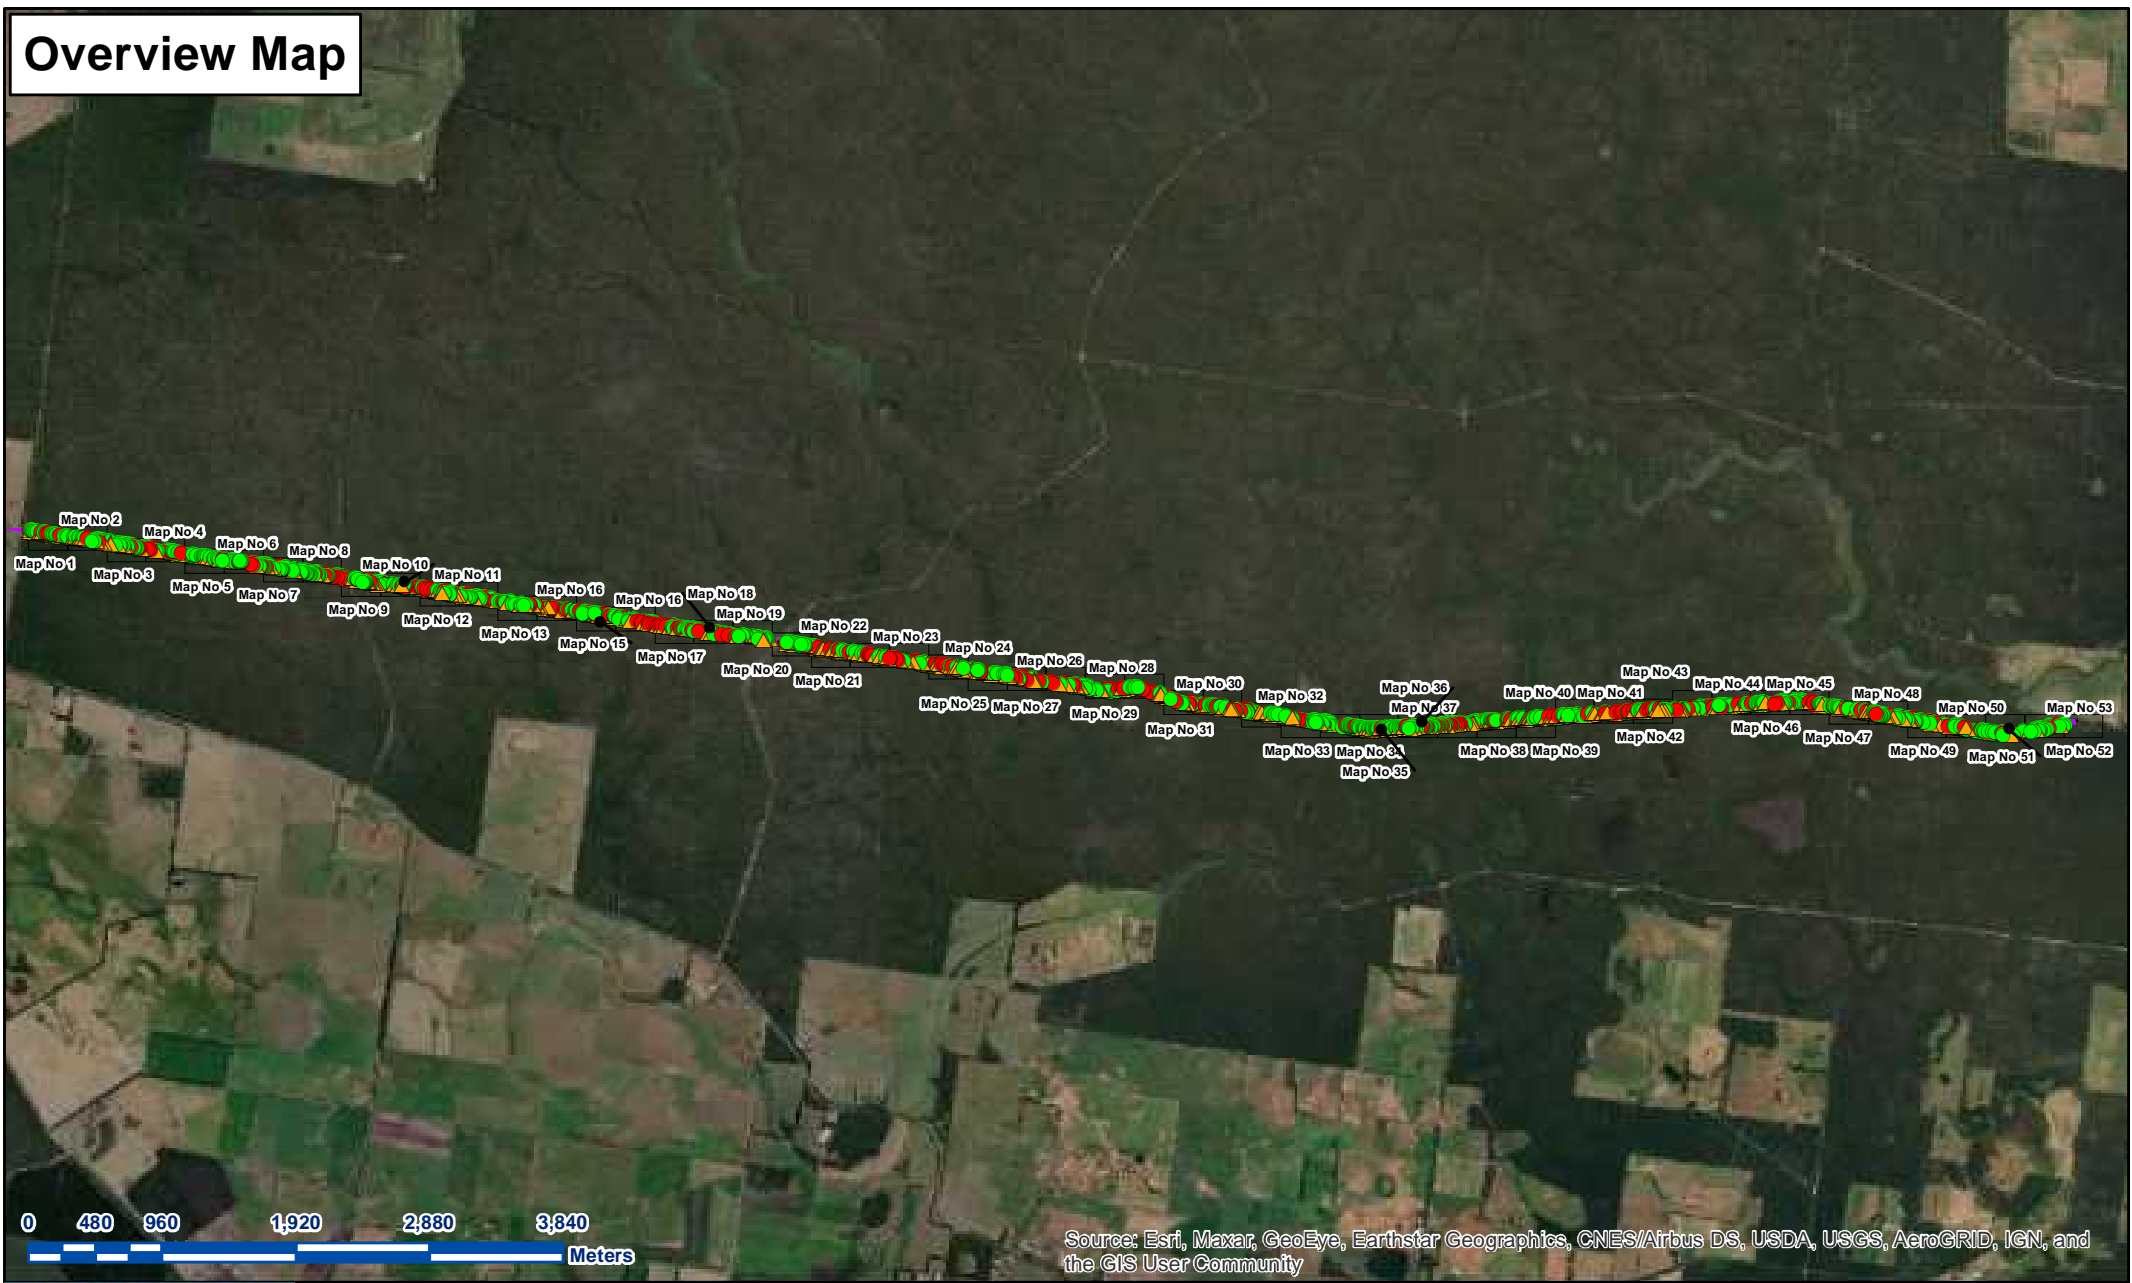 Overview Map
Map No 2
Map No 4
Map No 6
Map No 8
Map No 10
Map No 11
Map No 16
Map No 16
Map No 18
Map No 19
Map No 22
Map No 23
Map No 24
Map No 26
Map No 28
Map No 30
Map No 32
Map No 36
Map No 37
Map No 40
Map No 41
Map No 43
Map No 44
Map No 45
Map No 48
Map No 50
Map No 53
Map No 1
Map No 3
Map No 5
Map No 7
Map No 9
Map No 12
Map No 13
Map No 15
Map No 17
Map No 20
Map No 21
Map No 25
Map No 27
Map No 29
Map No 31
Map No 33
Map No 34
Map No 35
Map No 38
Map No 39
Map No 42
Map No 46
Map No 47
Map No 49
Map No 51
Map No 52
0 480 960 1,920 2,880 3,840
Meters
Source: Esri, Maxar, GeoEye, Earthstar Geographics, CNES/Airbus DS, USDA, USGS, AeroGRID, IGN, and
the GIS User Community